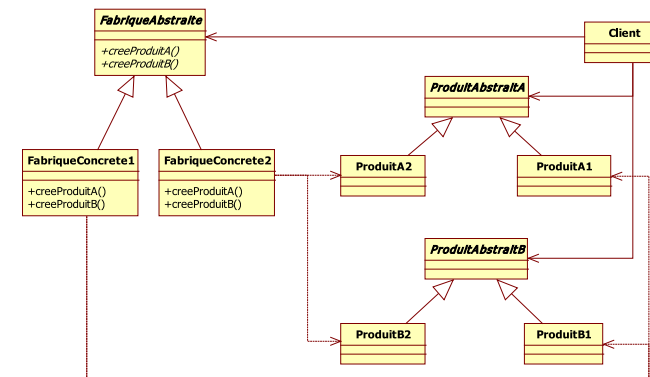 FabriqueAbstraite
+creeProduitA()
+creeProduitB()
Client
ProduitAbstraitA
FabriqueConcrete1
+creeProduitA()
+creeProduitB()
FabriqueConcrete2
+creeProduitA()
+creeProduitB()
ProduitA2
ProduitA1
ProduitAbstraitB
ProduitB2
ProduitB1